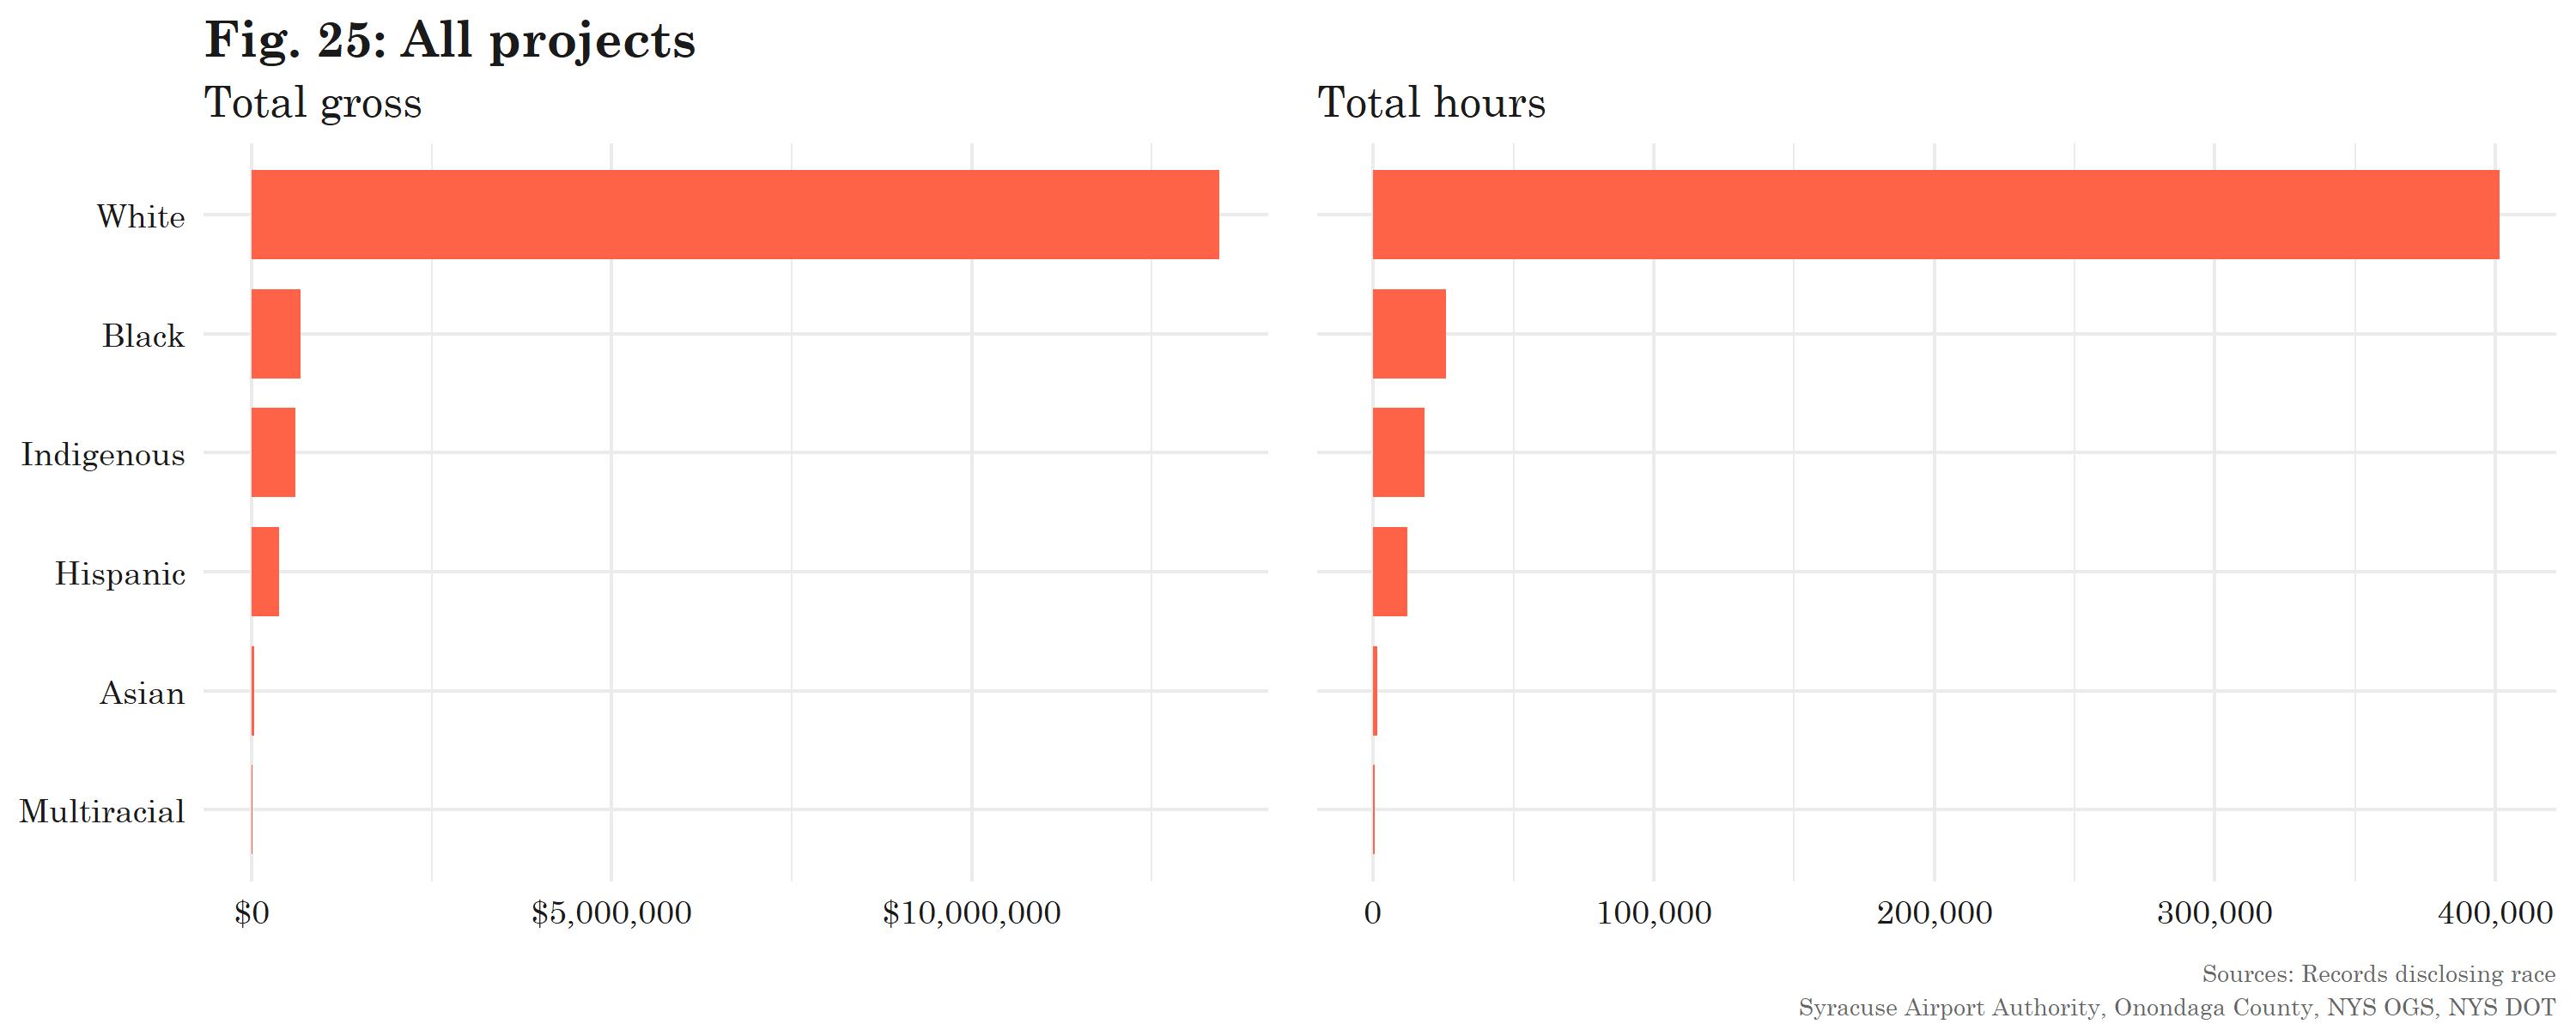 Fig. 25: All projects
Total gross
Total hours
White
Black
Indigenous
Hispanic
Asian
Multiracial
$0 $5,000,000 $10,000,000
0 100,000 200,000 300,000 400,000
Sources: Records disclosing race
Syracuse Airport Authority, Onondaga County, NYS OGS, NYS DOT